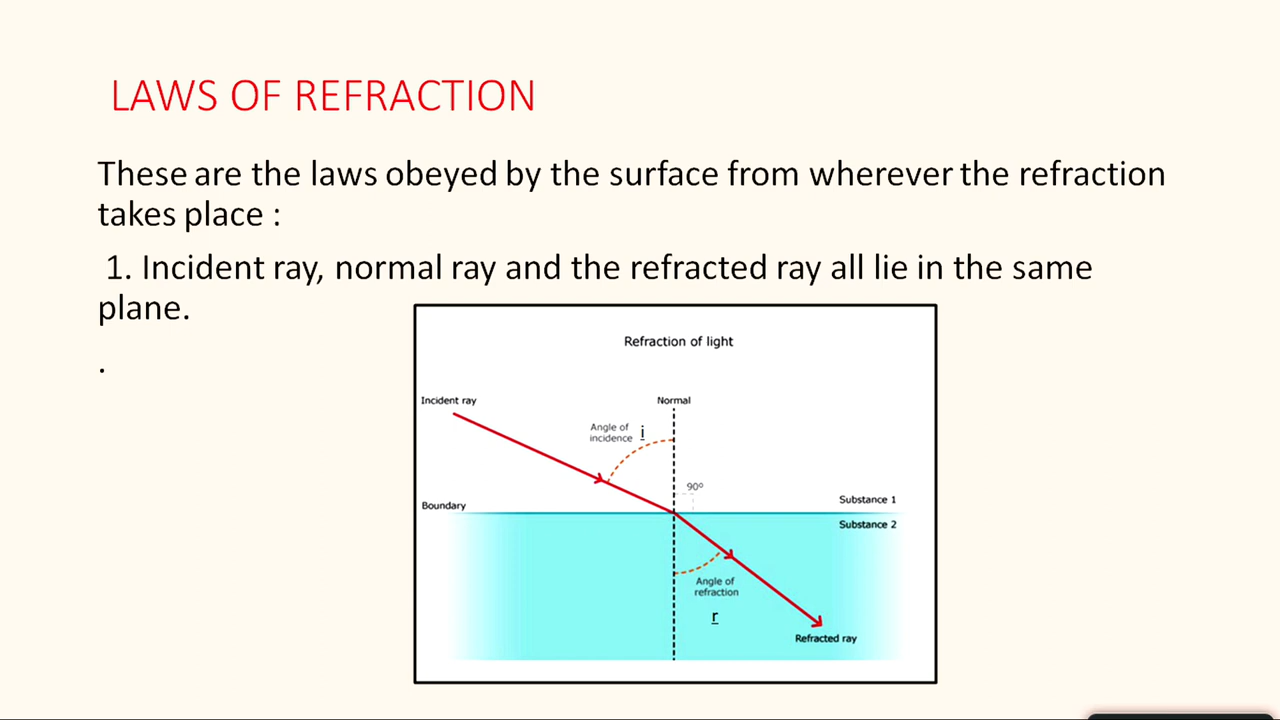 LAWS OF REFRACTION
These are the laws obeyed by the surface from wherever the refraction
takes place :
1. Incident ray, normal ray and the refracted ray all lie in the same
plane.
.
Refraction of light
Incident ray
Normal
Angle of
incidence i
90º
Boundary
Substance 1
Substance 2
Angle of
refraction
r
Refracted ray